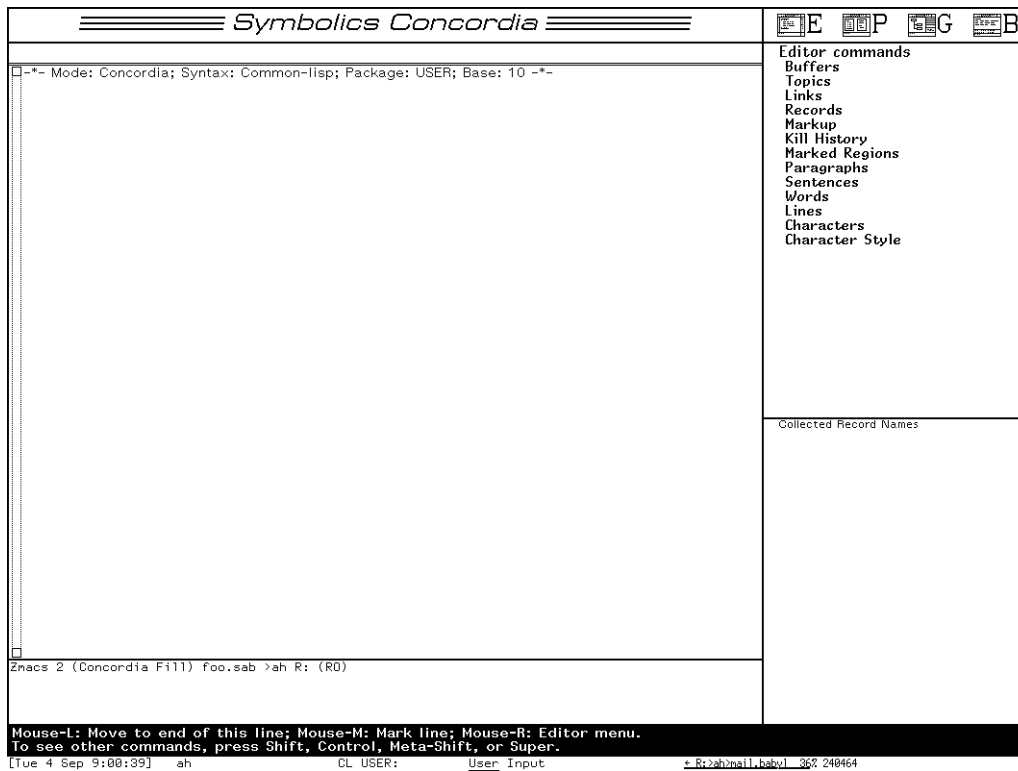 Symbolics Concordia
E P G B
-*- Mode: Concordia; Syntax: Common-lisp; Package: USER; Base: 10 -*-
Editor commands
Buffers
Topics
Links
Records
Markup
Kill History
Marked Regions
Paragraphs
Sentences
Words
Lines
Characters
Character Style
Collected Record Names
Zmacs 2 (Concordia Fill) foo.sab >ah R: (RO)
Mouse-L: Move to end of this line; Mouse-M: Mark line; Mouse-R: Editor menu.
To see other commands, press Shift, Control, Meta-Shift, or Super.
[Tue 4 Sep 9:00:39] ah CL USER: User Input ← R:>ah>mail.babyl 36% 240464